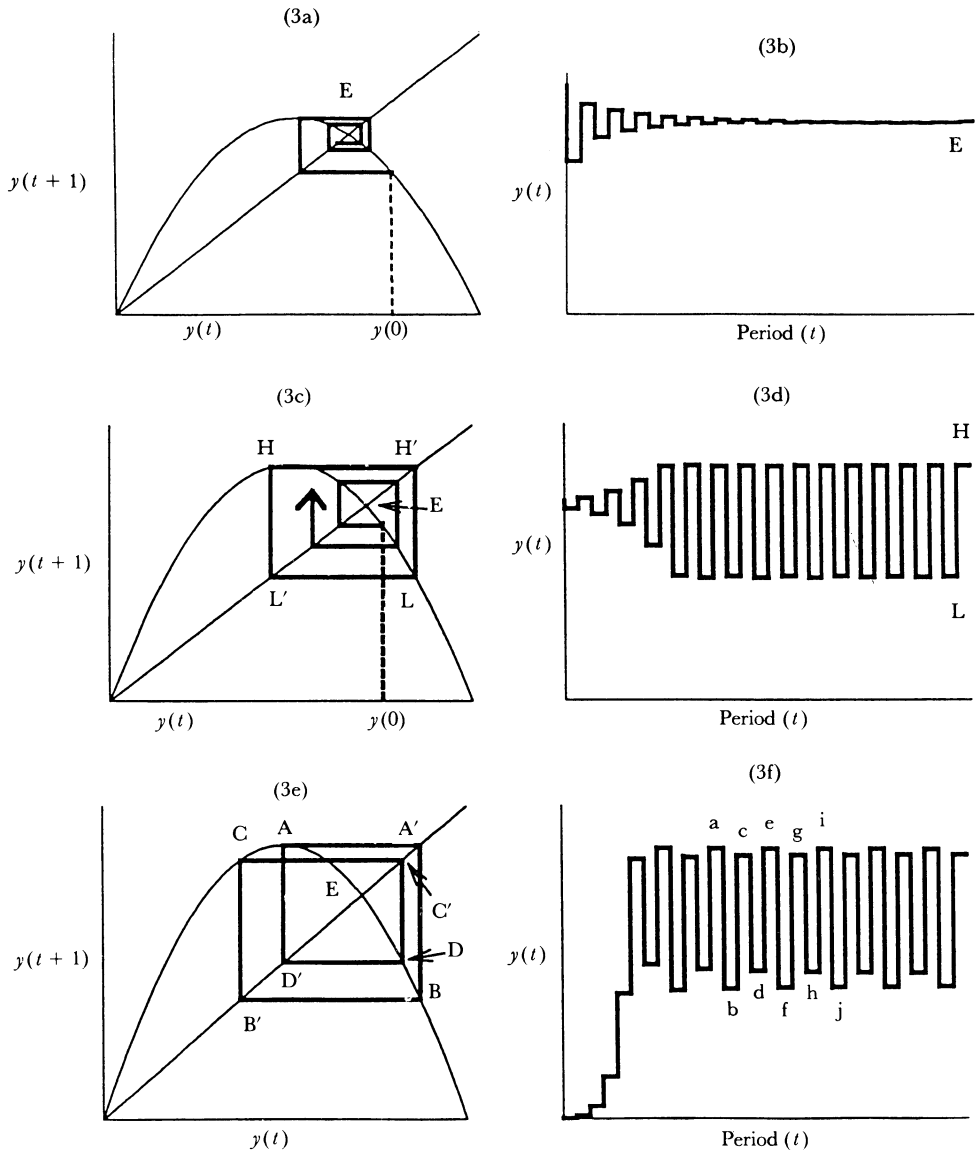 (3a)
E
y(t + 1)
y(t)
y(0)
(3b)
y(t)
E
Period (t)
(3c)
H
H′
E
y(t + 1)
L′
L
y(t)
y(0)
(3d)
H
y(t)
L
Period (t)
(3e)
C
A
A′
E
C′
y(t + 1)
D′
D
B′
B
y(t)
(3f)
a
c
e
g
i
y(t)
b
d
f
h
j
Period (t)